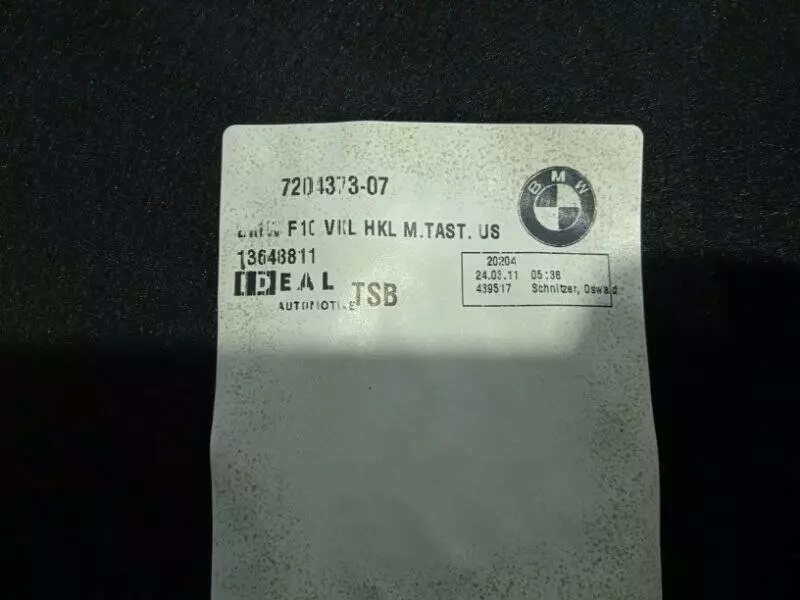 7204373-07
BMW
BMW F10 VKL HKL M.TAST. US
13648811
IDEAL
AUTOMOTIVE
TSB
20204
24.03.11 05:36
439517 Schnitzer, Oswald